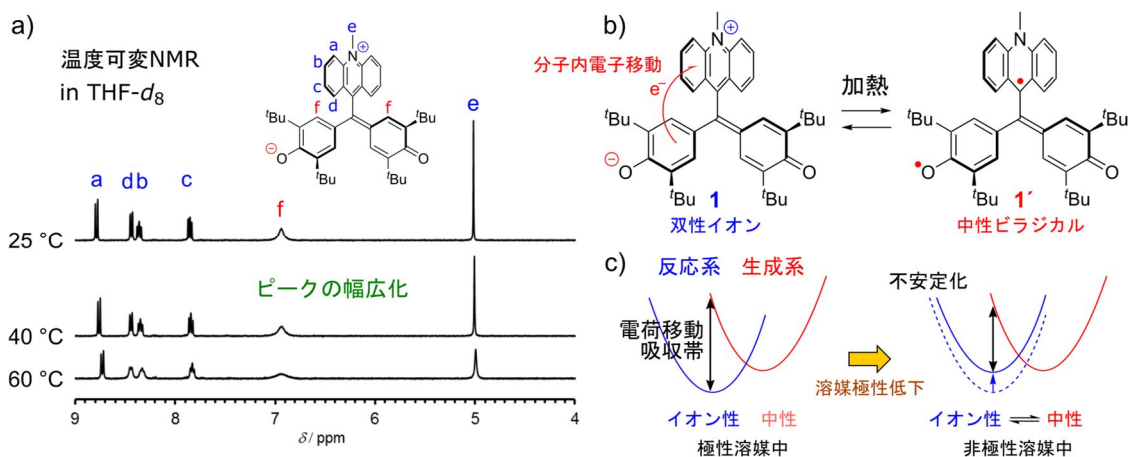 a)
温度可変NMR
in THF-d8
e
N
⊕
a
b
c
d
f
f
tBu
tBu
⊖
O
O
tBu
tBu
a
d
b
c
f
e
25 °C
ピークの幅広化
40 °C
60 °C
9
8
7
6
5
4
δ / ppm
b)
N
⊕
分子内電子移動
e−
tBu
tBu
⊖
O
O
tBu
tBu
1
双性イオン
加熱
N
tBu
tBu
O
O
tBu
tBu
1´
中性ビラジカル
c)
反応系
生成系
電荷移動
吸収帯
イオン性
中性
極性溶媒中
溶媒極性低下
不安定化
イオン性
中性
非極性溶媒中